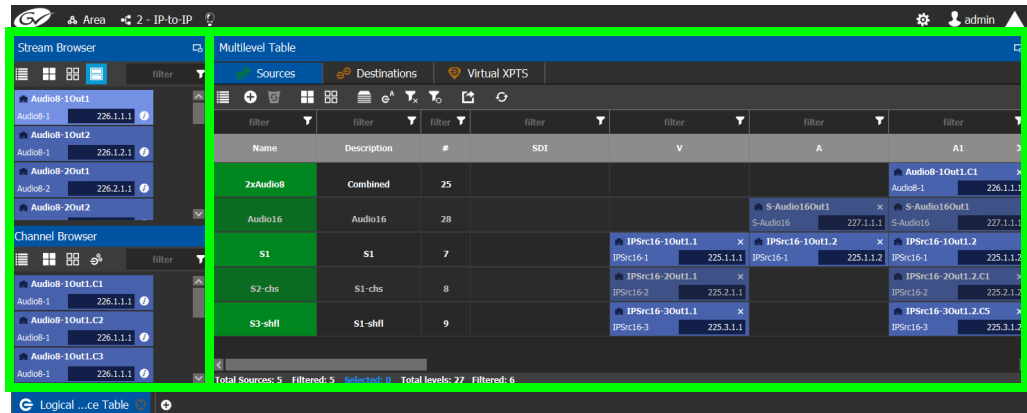 GV Area 2 - IP-to-IP admin
Stream Browser
filter
Audio8-1Out1
Audio8-1 226.1.1.1
Audio8-1Out2
Audio8-1 226.1.2.1
Audio8-2Out1
Audio8-2 226.2.1.1
Audio8-2Out2
Channel Browser
filter
Audio8-1Out1.C1
Audio8-1 226.1.1.1
Audio8-1Out1.C2
Audio8-1 226.1.1.1
Audio8-1Out1.C3
Audio8-1 226.1.1.1
Multilevel Table
Sources Destinations Virtual XPTS
filter filter filter filter filter filter filter
Name Description # SDI V A A1
2xAudio8 Combined 25 Audio8-1Out1.C1
Audio8-1 226.1.1.1
Audio16 Audio16 28 S-Audio16Out1 S-Audio16Out1
S-Audio16 227.1.1.1 S-Audio16 227.1.1.1
S1 S1 7 IPSrc16-1Out1.1 IPSrc16-1Out1.2 IPSrc16-1Out1.2
IPSrc16-1 225.1.1.1 IPSrc16-1 225.1.1.2 IPSrc16-1 225.1.1.2
S2-chs S1-chs 8 IPSrc16-2Out1.1 IPSrc16-2Out1.2.C1
IPSrc16-2 225.2.1.1 IPSrc16-2 225.2.1.2
S3-shfl S1-shfl 9 IPSrc16-3Out1.1 IPSrc16-3Out1.2.C5
IPSrc16-3 225.3.1.1 IPSrc16-3 225.3.1.2
Total Sources: 5 Filtered: 5 Selected: 0 Total levels: 27 Filtered: 6
Logical ...ce Table